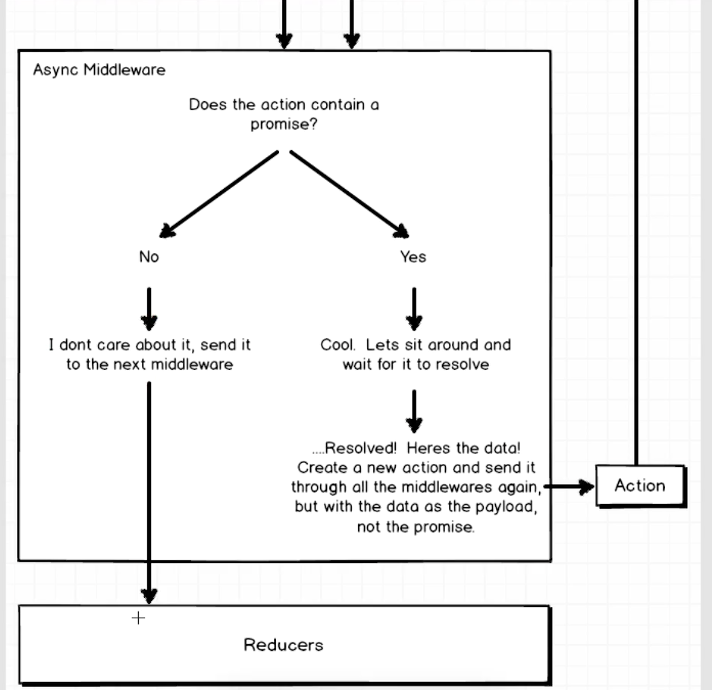 Async Middleware
Does the action contain a
promise?
No
Yes
I dont care about it, send it
to the next middleware
Cool. Lets sit around and
wait for it to resolve
....Resolved! Heres the data!
Create a new action and send it
through all the middlewares again,
but with the data as the payload,
not the promise.
Action
Reducers